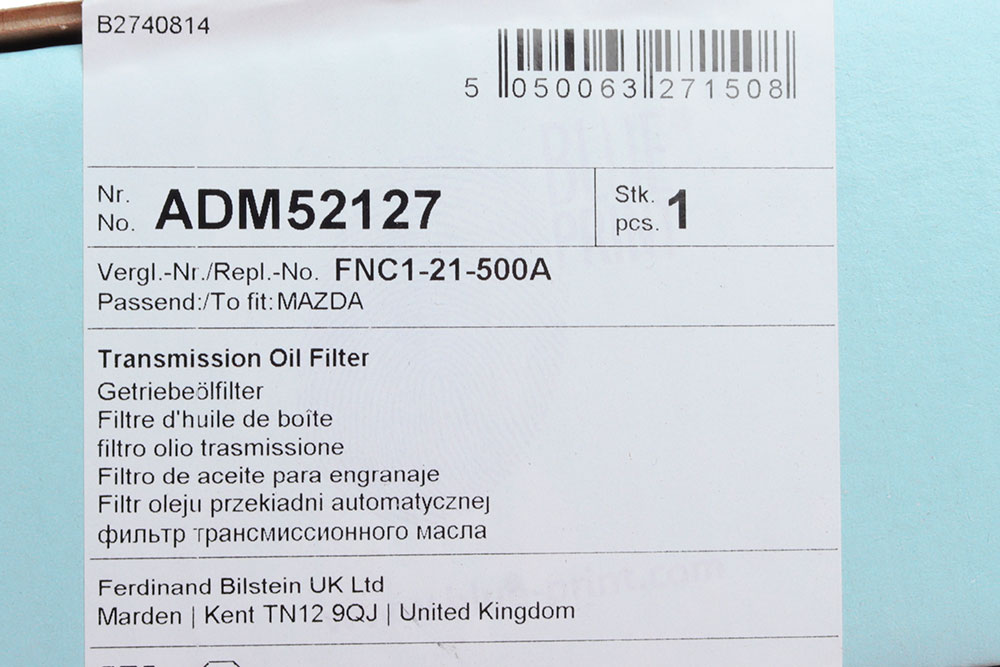 B2740814
5 050063 271508
Nr.
No. ADM52127
Stk.
pcs. 1
Vergl.-Nr./Repl.-No. FNC1-21-500A
Passend:/To fit: MAZDA
Transmission Oil Filter
Getriebeölfilter
Filtre d'huile de boîte
filtro olio trasmissione
Filtro de aceite para engranaje
Filtr oleju przekiadni automatycznej
фильтр трансмиссионного масла
Ferdinand Bilstein UK Ltd
Marden | Kent TN12 9QJ | United Kingdom